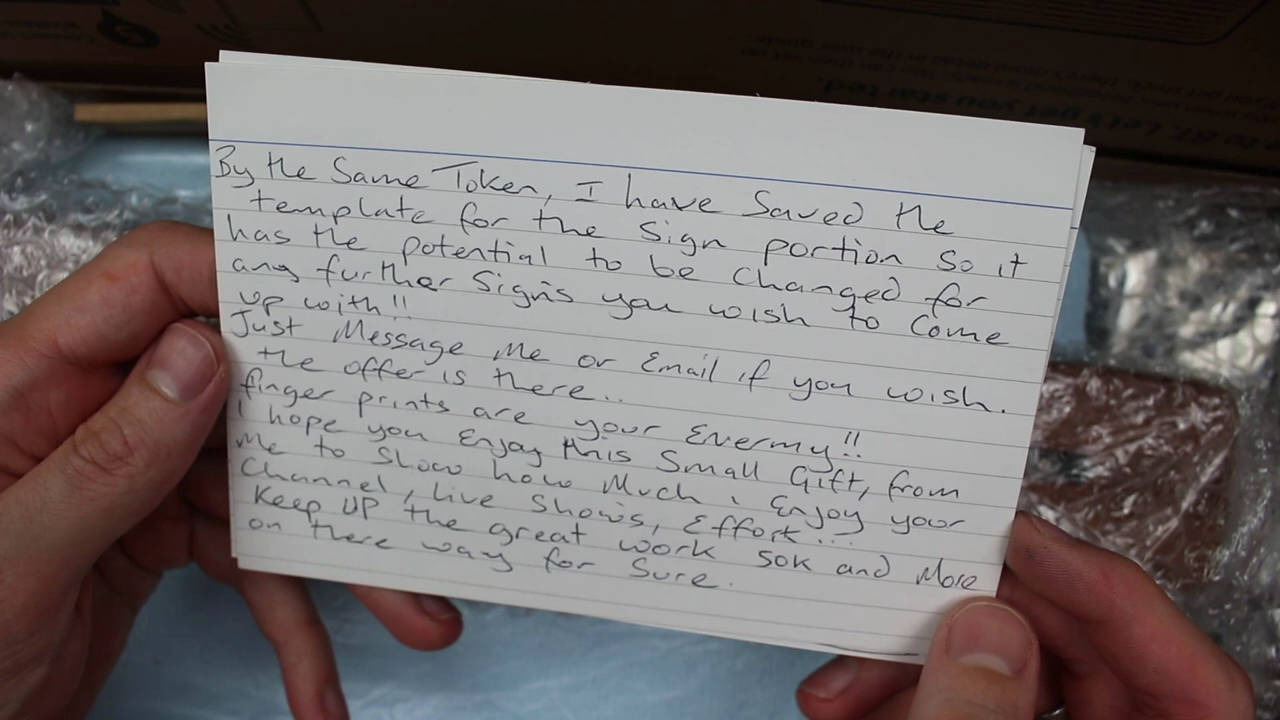 By the Same Token, I have Saved the
template for the Sign portion so it
has the potential to be changed for
any further Signs you wish to Come
up with!!
Just Message Me or Email if you wish.
the offer is there..
finger prints are your Enermy!!
I hope you Enjoy this Small Gift, from
Me to Show how Much i Enjoy your
Channel, Live Shows, Effort...
Keep UP the great work 50K and More
on there way for Sure.